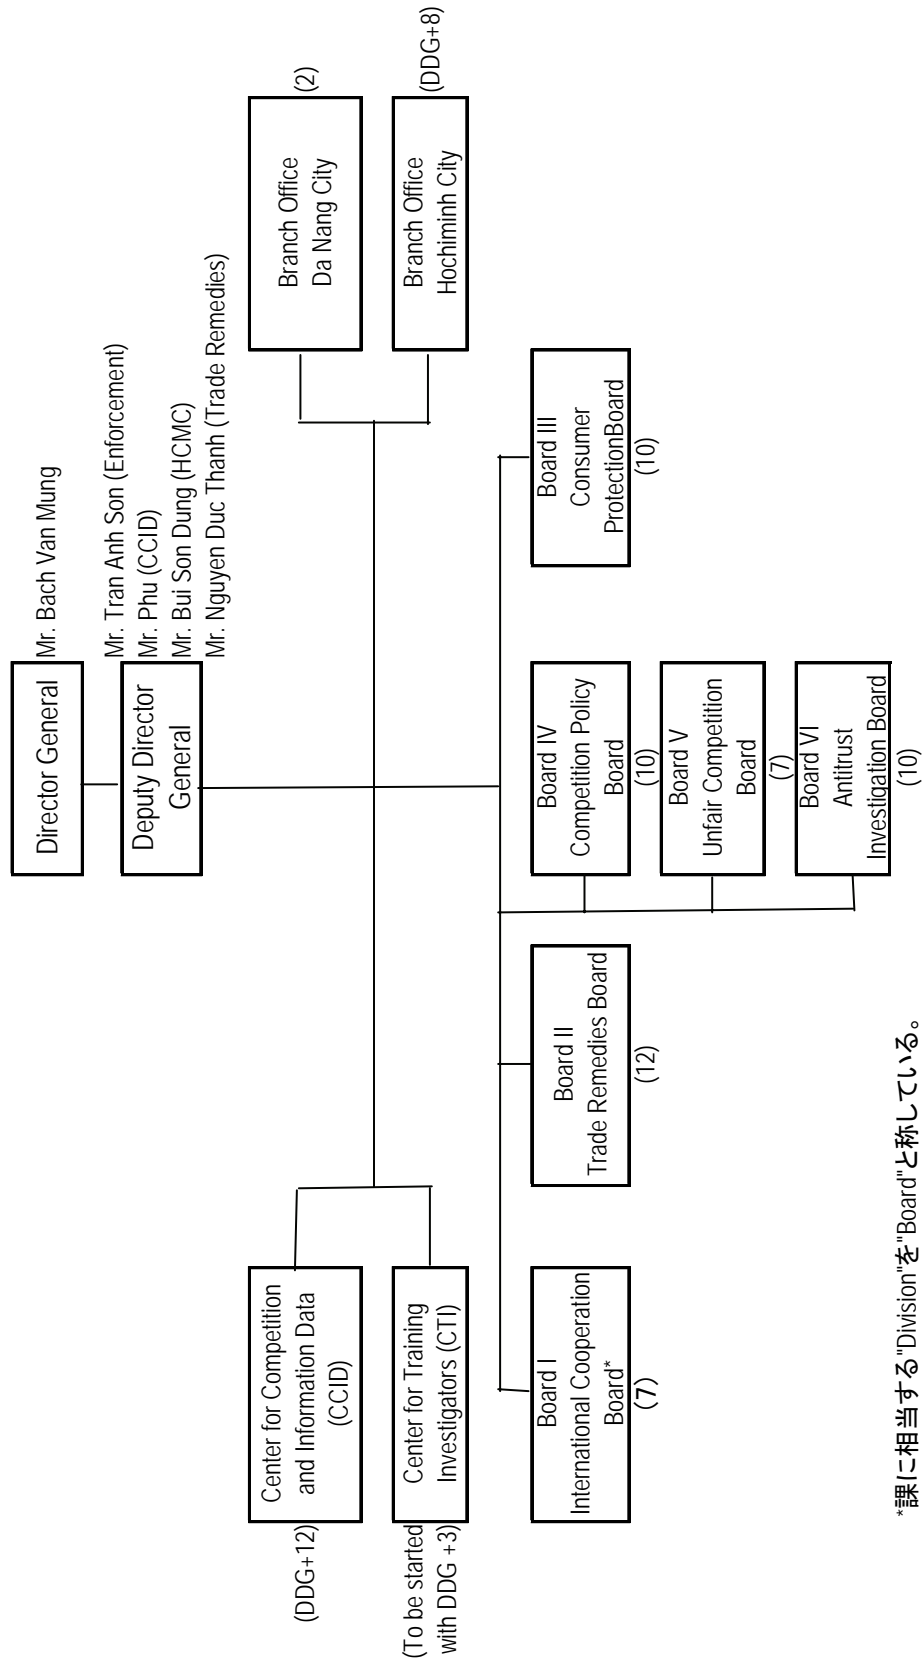 Director General
Mr. Bach Van Mung
Deputy Director
General
Mr. Tran Anh Son (Enforcement)
Mr. Phu (CCID)
Mr. Bui Son Dung (HCMC)
Mr. Nguyen Duc Thanh (Trade Remedies)
(DDG+12)
Center for Competition
and Information Data
(CCID)
Branch Office
Da Nang City
(2)
(To be started
with DDG +3)
Center for Training
Investigators (CTI)
Branch Office
Hochiminh City
(DDG+8)
Board I
International Cooperation
Board*
(7)
Board II
Trade Remedies Board
(12)
Board IV
Competition Policy
Board
(10)
Board V
Unfair Competition
Board
(7)
Board VI
Antitrust
Investigation Board
(10)
Board III
Consumer
ProtectionBoard
(10)
*課に相当する"Division"を"Board"と称している。